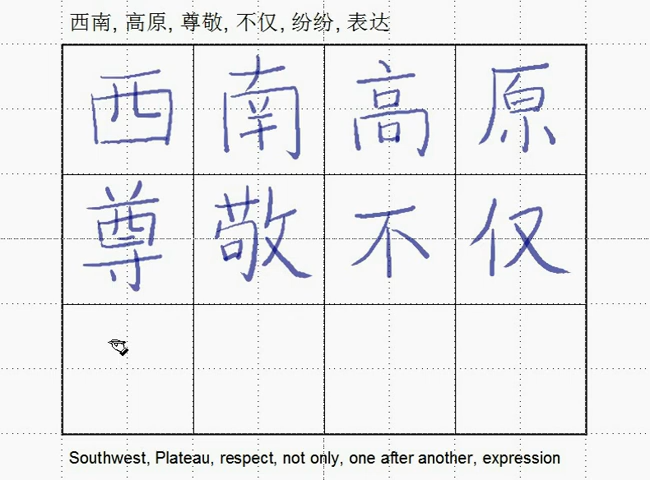 西南, 高原, 尊敬, 不仅, 纷纷, 表达
西南高原
尊敬不仅
Southwest, Plateau, respect, not only, one after another, expression